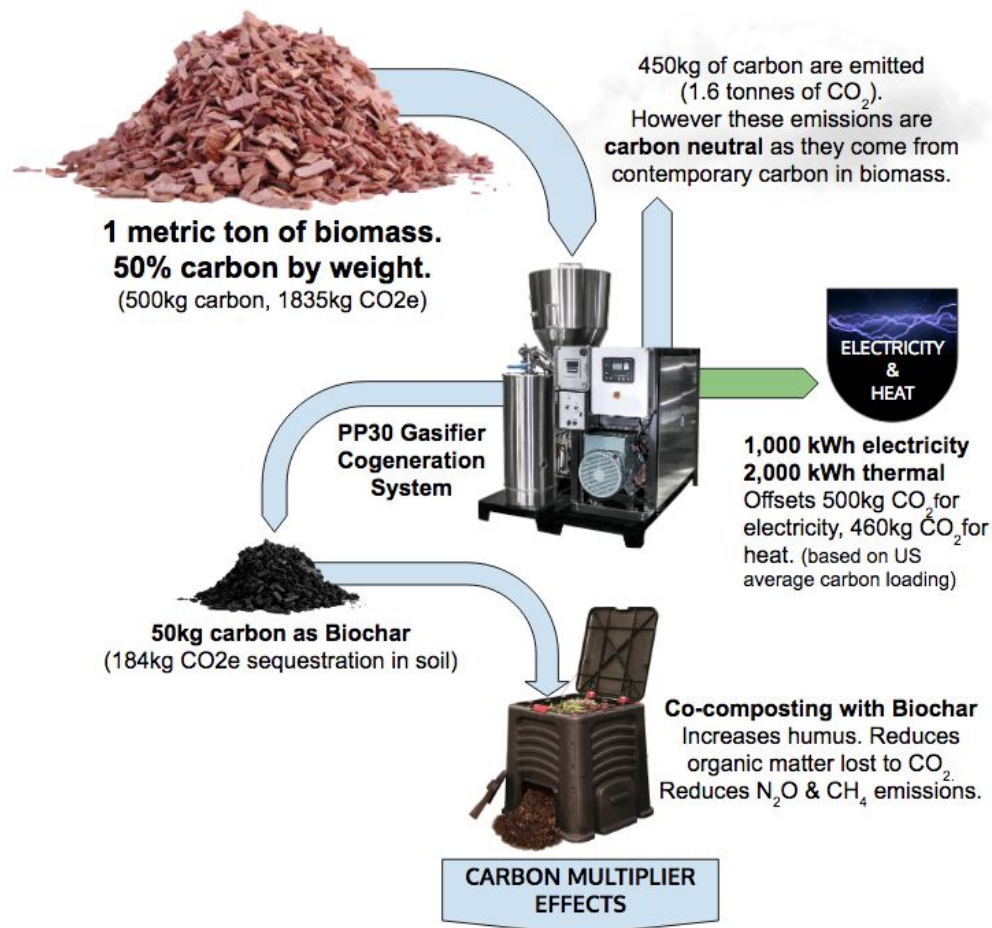 1 metric ton of biomass.
50% carbon by weight.
(500kg carbon, 1835kg CO2e)
450kg of carbon are emitted
(1.6 tonnes of CO₂).
However these emissions are
carbon neutral as they come from
contemporary carbon in biomass.
ELECTRICITY
&
HEAT
PP30 Gasifier
Cogeneration
System
1,000 kWh electricity
2,000 kWh thermal
Offsets 500kg CO₂for
electricity, 460kg CO₂for
heat. (based on US
average carbon loading)
50kg carbon as Biochar
(184kg CO2e sequestration in soil)
Co-composting with Biochar
Increases humus. Reduces
organic matter lost to CO₂.
Reduces N₂O & CH₄ emissions.
CARBON MULTIPLIER
EFFECTS